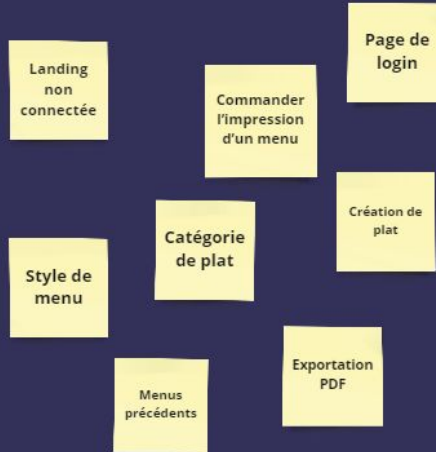 Page de
login
Landing
non
connectée
Commander
l'impression
d'un menu
Création de
plat
Catégorie
de plat
Style de
menu
Exportation
PDF
Menus
précédents